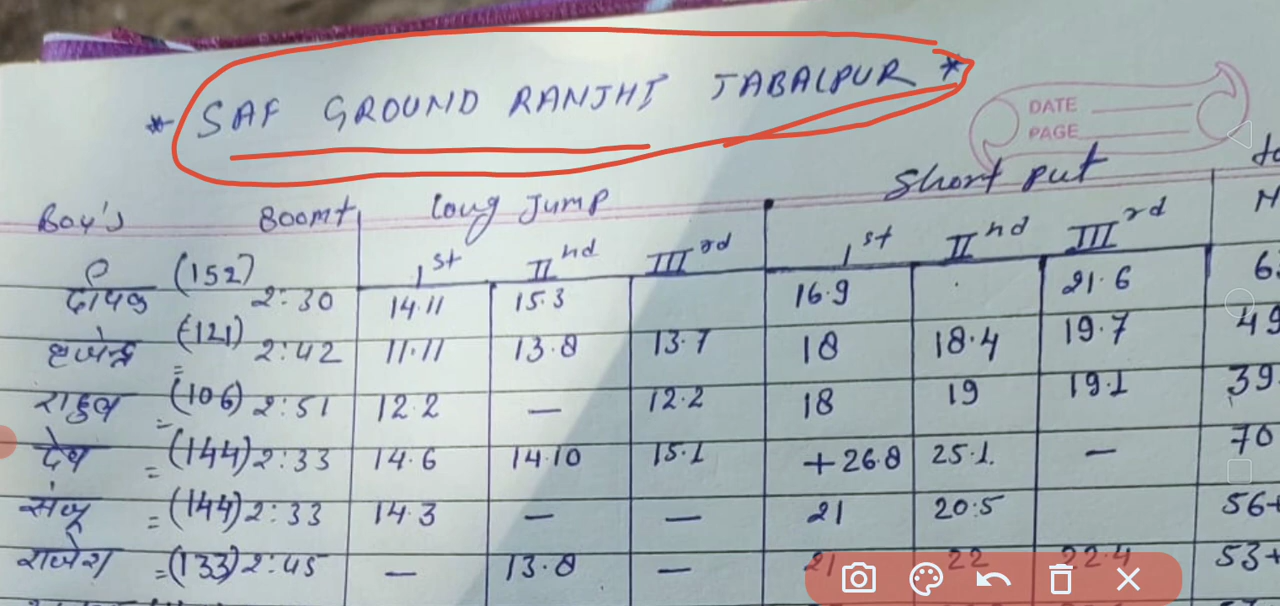 * SAF GROUND RANJHI JABALPUR *
DATE
PAGE
Boy's 800mt Long Jump Short put
1st IInd IIIrd 1st IInd IIIrd
दीपक (152) 2:30 14.11 15.3 16.9 21.6
(121) 2:42 11.11 13.8 13.7 18 18.4 19.7 49
राहुल = (106) 2:51 12.2 — 12.2 18 19 19.1 39.
देव = (144) 2:33 14.6 14.10 15.1 +26.8 25.1. — 70
संजू = (144) 2:33 14.3 — — 21 20.5 56+
राजेश = (133) 2:45 — 13.8 — 21 22 22.4 53+